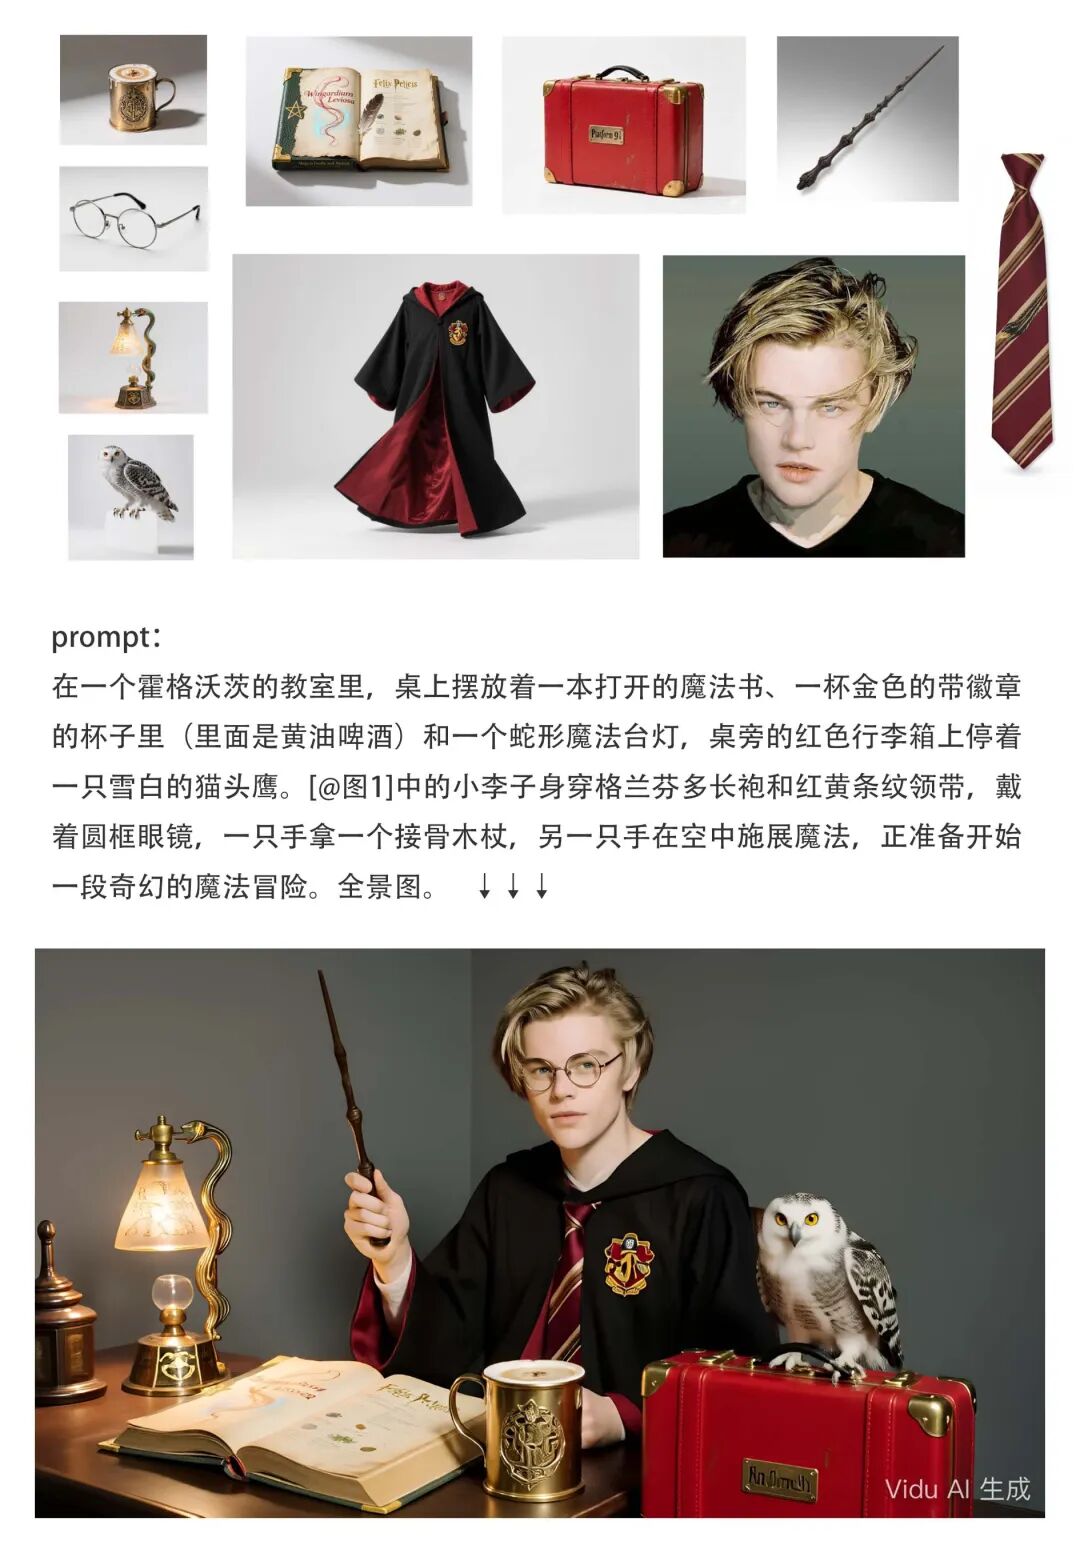 Wingardium
Leviosa
Felix
Platform 9
prompt：
在一个霍格沃茨的教室里，桌上摆放着一本打开的魔法书、一杯金色的带徽章
的杯子里（里面是黄油啤酒）和一个蛇形魔法台灯，桌旁的红色行李箱上停着
一只雪白的猫头鹰。[@图1]中的小李子身穿格兰芬多长袍和红黄条纹领带，戴
着圆框眼镜，一只手拿一个接骨木杖，另一只手在空中施展魔法，正准备开始
一段奇幻的魔法冒险。全景图。 ↓↓↓
Felix
Vidu AI 生成